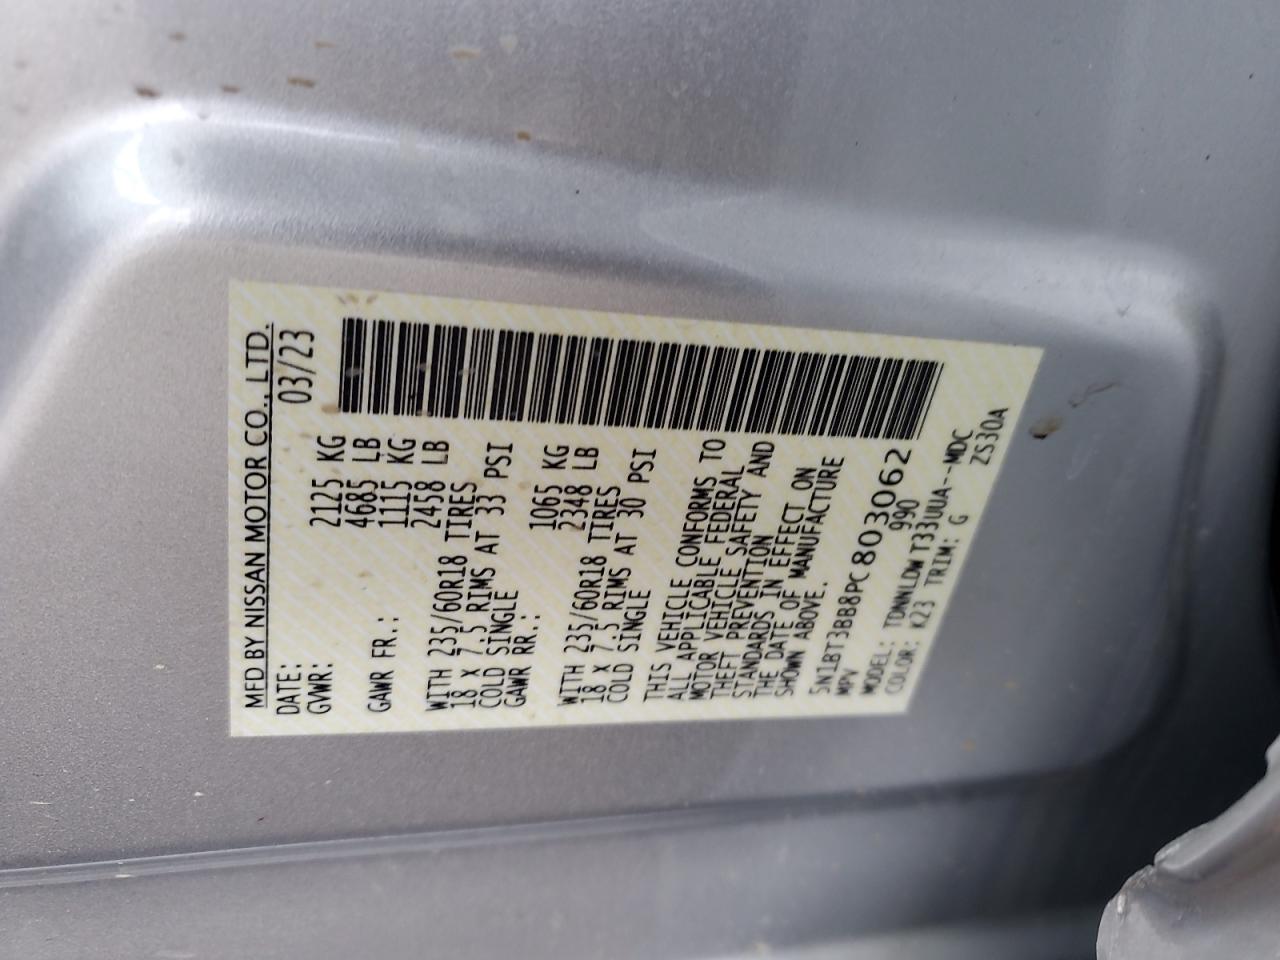 MFD BY NISSAN MOTOR CO., LTD.
DATE: 03/23
GVWR: 2125 KG
4685 LB
GAWR FR.: 1115 KG
2458 LB
WITH 235/60R18 TIRES
18 X 7.5 RIMS AT 33 PSI
COLD SINGLE
GAWR RR.: 1065 KG
2348 LB
WITH 235/60R18 TIRES
18 X 7.5 RIMS AT 30 PSI
COLD SINGLE
THIS VEHICLE CONFORMS TO
ALL APPLICABLE FEDERAL
MOTOR VEHICLE SAFETY AND
THEFT PREVENTION
STANDARDS IN EFFECT ON
THE DATE OF MANUFACTURE
SHOWN ABOVE.
5N1BT3BB8PC803062
MPV 990
MODEL: TDNNLDWT33UUA--MDC
COLOR: K23 TRIM: G ZS30A